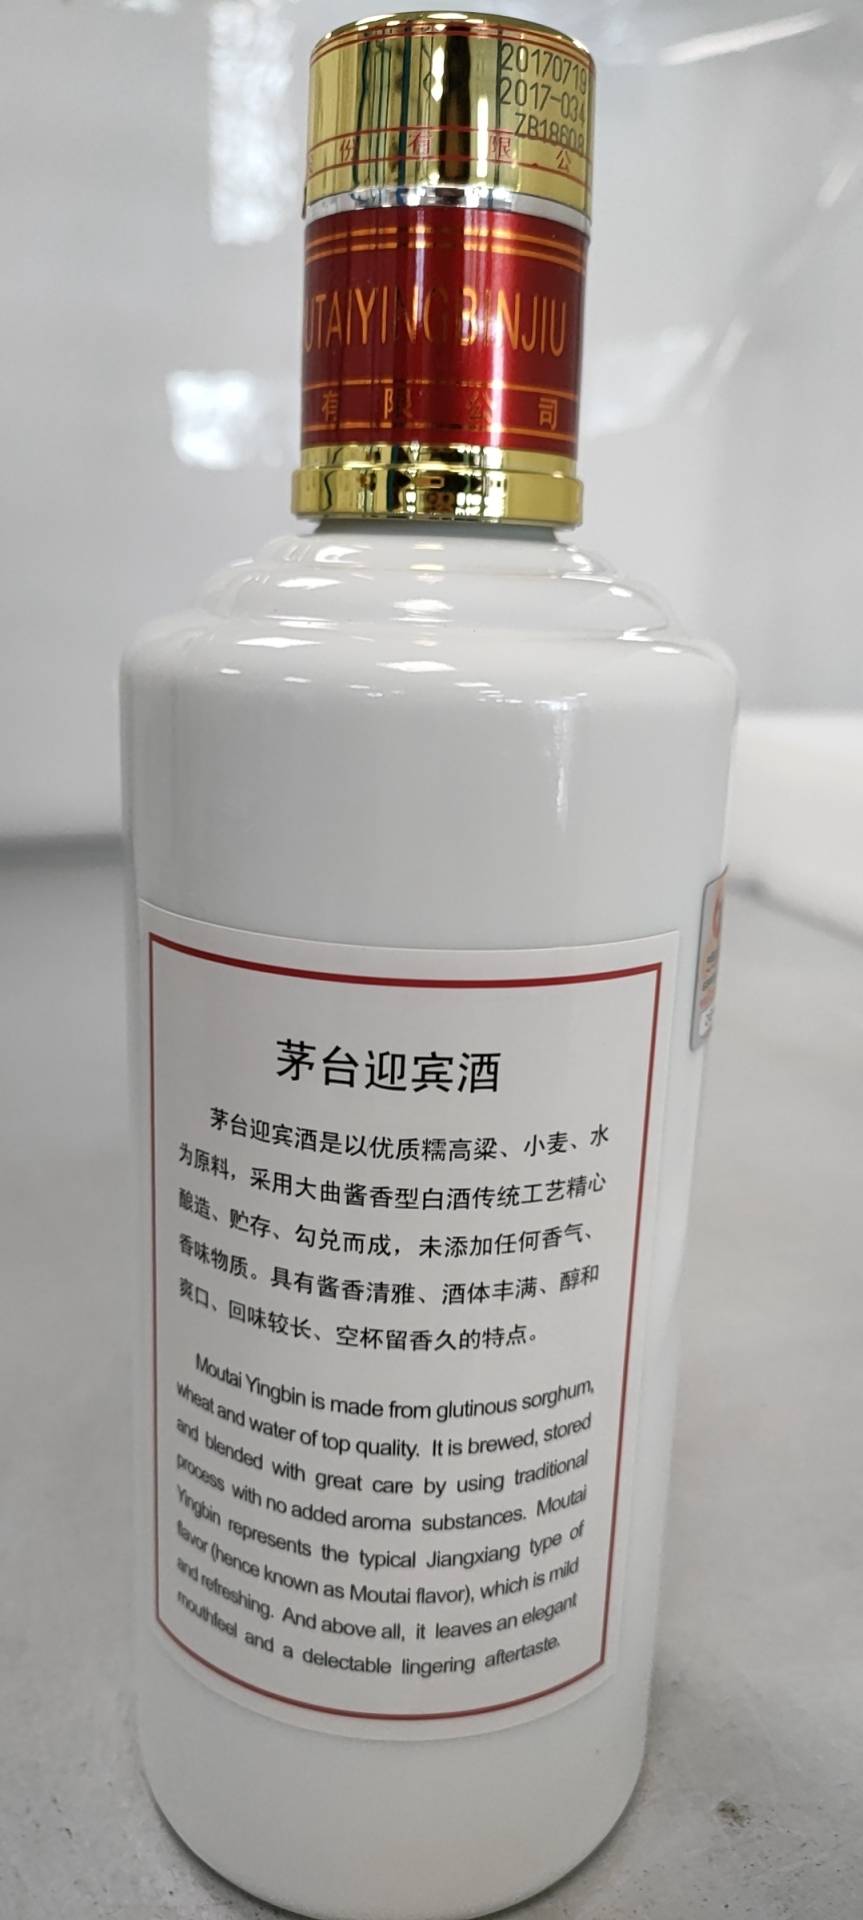 20170719
2017-034
ZB18608
份有限公
UTAIYINGBINJIU
有限公司
茅台迎宾酒
茅台迎宾酒是以优质糯高粱、小麦、水
为原料，采用大曲酱香型白酒传统工艺精心
酿造、贮存、勾兑而成，未添加任何香气、
香味物质。具有酱香清雅、酒体丰满、醇和
爽口、回味较长、空杯留香久的特点。
Moutai Yingbin is made from glutinous sorghum,
wheat and water of top quality. It is brewed, stored
and blended with great care by using traditional
process with no added aroma substances. Moutai
Yingbin represents the typical Jiangxiang type of
flavor (hence known as Moutai flavor), which is mild
and refreshing. And above all, it leaves an elegant
mouthfeel and a delectable lingering aftertaste.